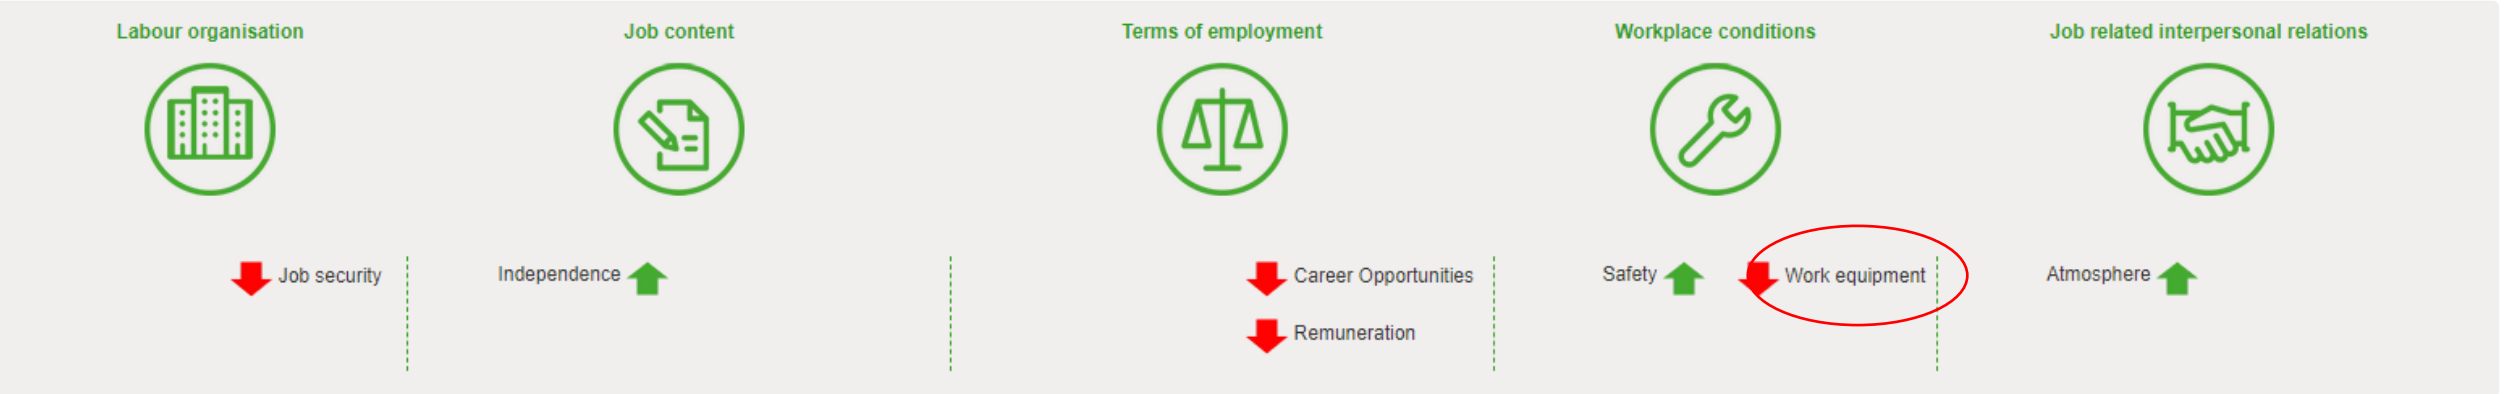 Labour organisation
Job content
Terms of employment
Workplace conditions
Job related interpersonal relations
Job security
Independence
Career Opportunities
Safety
Work equipment
Atmosphere
Remuneration